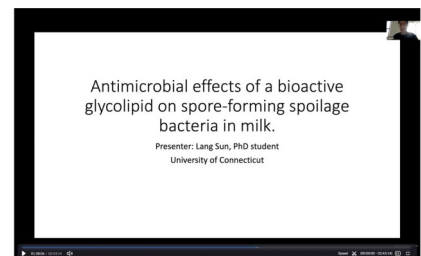 Antimicrobial effects of a bioactive
glycolipid on spore-forming spoilage
bacteria in milk.
Presenter: Lang Sun, PhD student
University of Connecticut
Speed